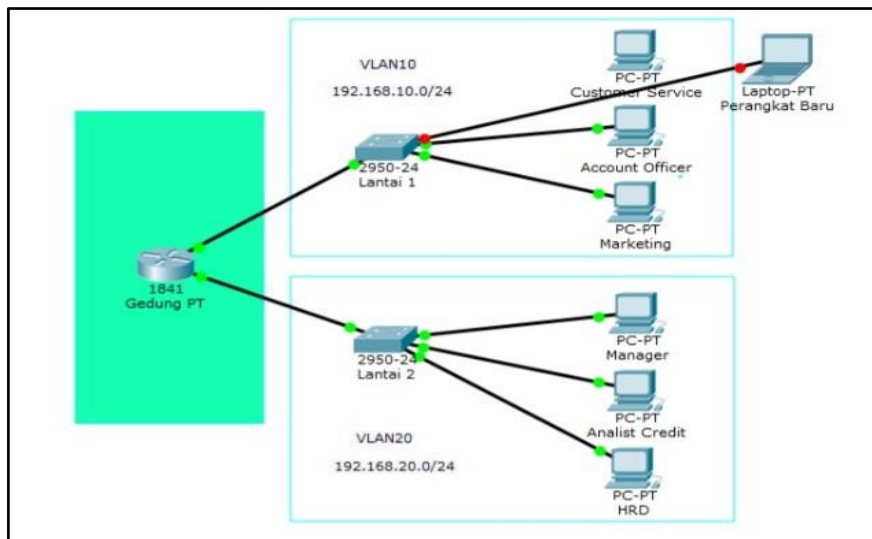 VLAN10
192.168.10.0/24
PC-PT
Customer Service
Laptop-PT
Perangkat Baru
2950-24
Lantai 1
PC-PT
Account Officer
PC-PT
Marketing
1841
Gedung PT
2950-24
Lantai 2
PC-PT
Manager
PC-PT
Analist Credit
VLAN20
192.168.20.0/24
PC-PT
HRD